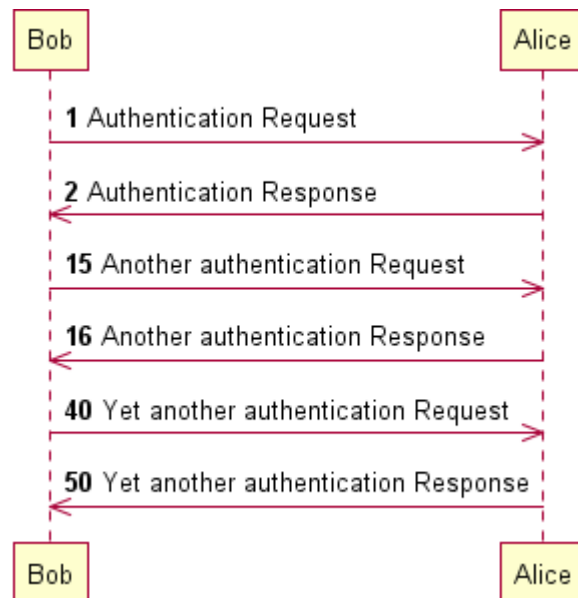 Bob Alice
1 Authentication Request
2 Authentication Response
15 Another authentication Request
16 Another authentication Response
40 Yet another authentication Request
50 Yet another authentication Response
Bob Alice